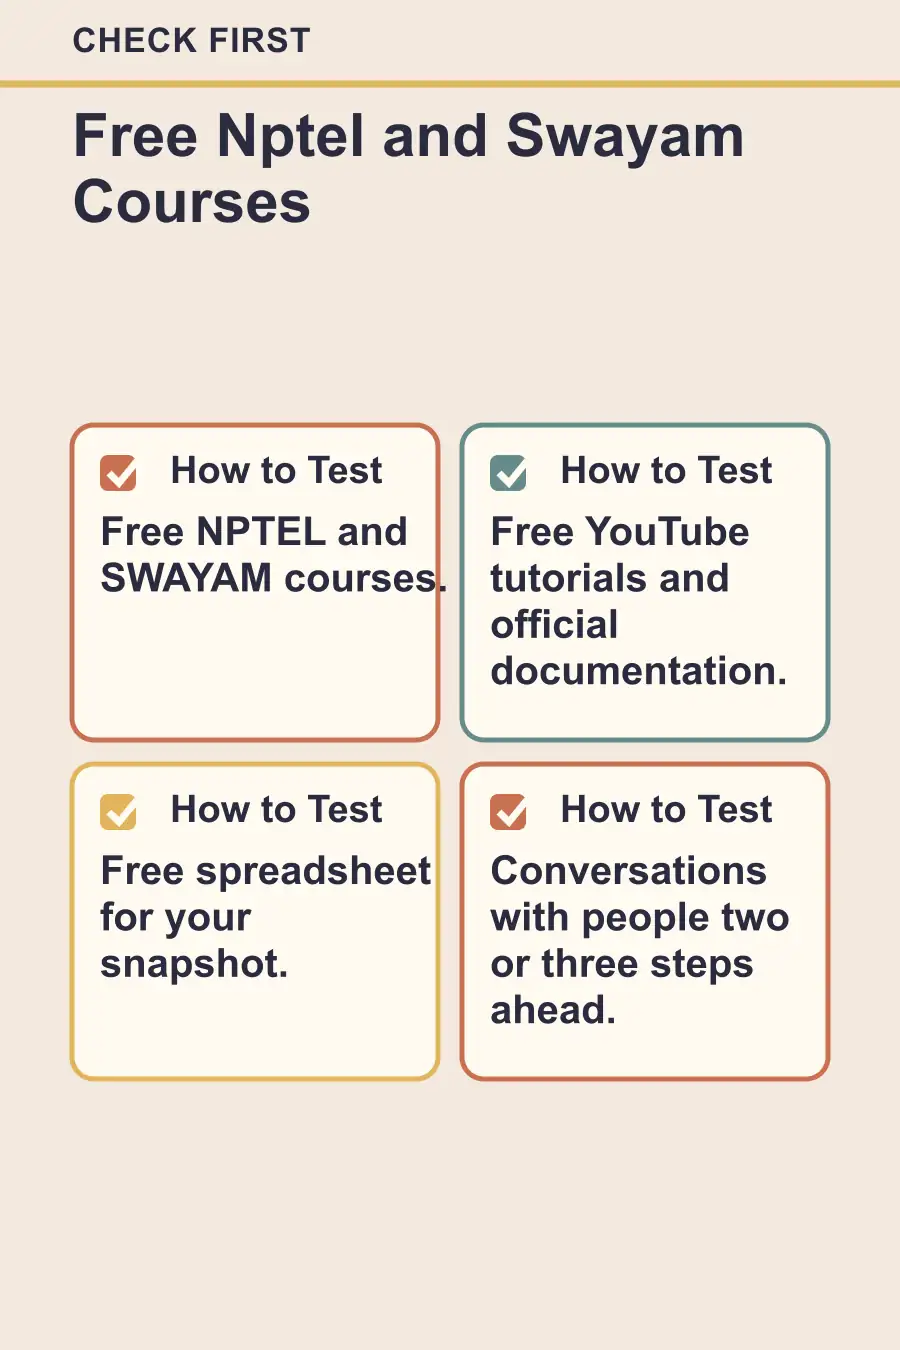 CHECK FIRST
Free Nptel and Swayam
Courses
How to Test
Free NPTEL and
SWAYAM courses.
How to Test
Free YouTube
tutorials and
official
documentation.
How to Test
Free spreadsheet
for your
snapshot.
How to Test
Conversations
with people two
or three steps
ahead.